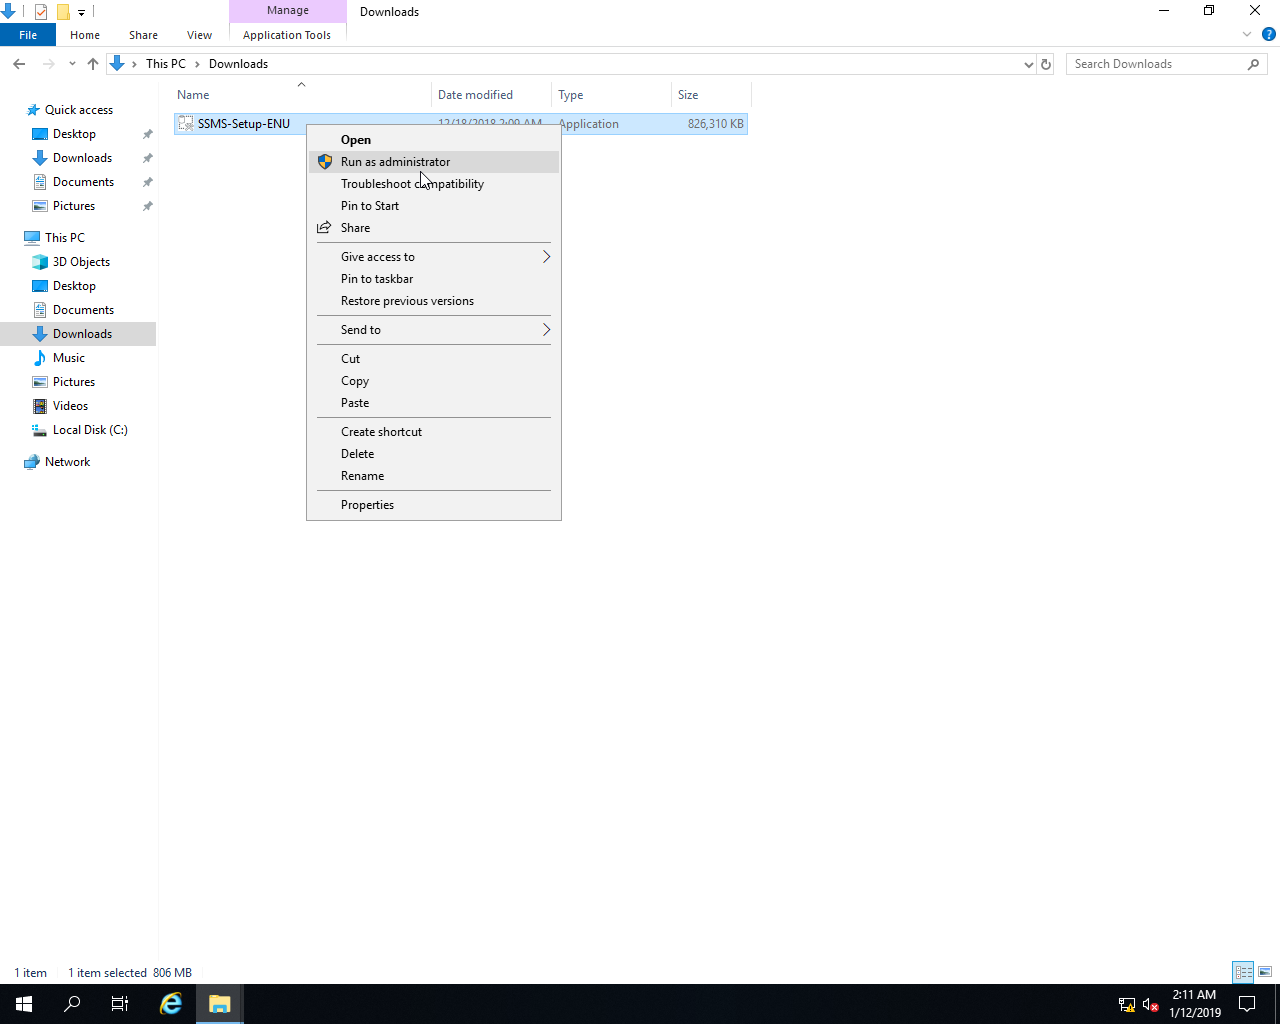 Manage
Downloads
File
Home
Share
View
Application Tools
This PC
Downloads
Search Downloads
Name
Date modified
Type
Size
Quick access
SSMS-Setup-ENU
12/18/2018 2:09 AM
Application
826,310 KB
Desktop
Downloads
Documents
Pictures
This PC
3D Objects
Desktop
Documents
Downloads
Music
Pictures
Videos
Local Disk (C:)
Network
Open
Run as administrator
Troubleshoot compatibility
Pin to Start
Share
Give access to
Pin to taskbar
Restore previous versions
Send to
Cut
Copy
Paste
Create shortcut
Delete
Rename
Properties
1 item
1 item selected 806 MB
2:11 AM
1/12/2019